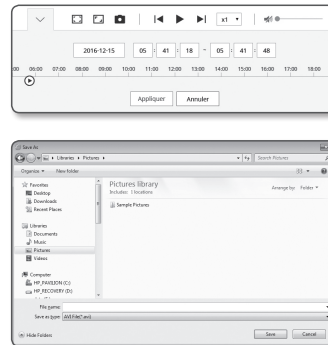 x1
2016-12-15 05 : 41 : 18 ~ 05 : 41 : 48
:00 06:00 07:00 08:00 09:00 10:00 11:00 12:00 13:00 14:00 15:00 16:00 17:00 18:00
Appliquer Annuler
Save As
Libraries Pictures Search Pictures
Organize New folder
Favorites
Desktop
Downloads
Recent Places
Libraries
Documents
Music
Pictures
Videos
Computer
HP_PAVILION (C:)
HP_RECOVERY (D:)
Pictures library
Includes: 3 locations
Arrange by: Folder
Sample Pictures
File name:
Save as type: AVI File(*.avi)
Hide Folders Save Cancel